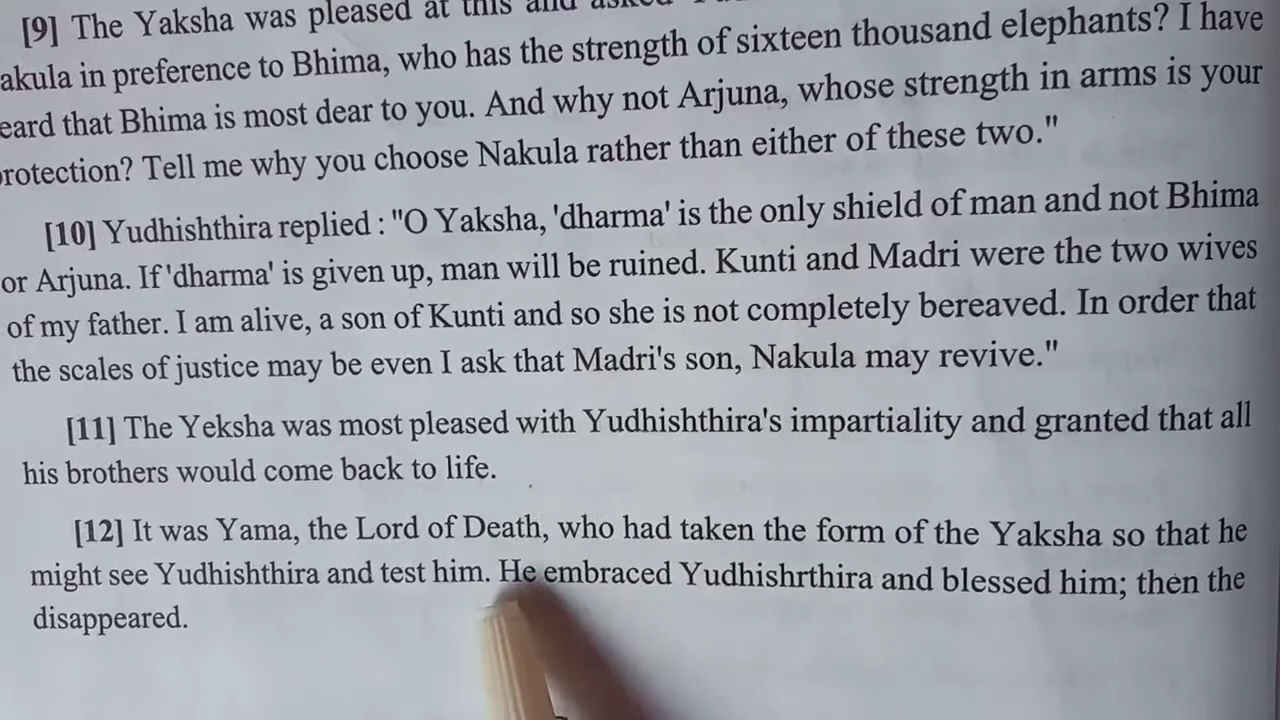 [9] The Yaksha was pleased at this and asked
akula in preference to Bhima, who has the strength of sixteen thousand elephants? I have
eard that Bhima is most dear to you. And why not Arjuna, whose strength in arms is your
rotection? Tell me why you choose Nakula rather than either of these two."
[10] Yudhishthira replied : "O Yaksha, 'dharma' is the only shield of man and not Bhima
or Arjuna. If 'dharma' is given up, man will be ruined. Kunti and Madri were the two wives
of my father. I am alive, a son of Kunti and so she is not completely bereaved. In order that
the scales of justice may be even I ask that Madri's son, Nakula may revive."
[11] The Yeksha was most pleased with Yudhishthira's impartiality and granted that all
his brothers would come back to life.
[12] It was Yama, the Lord of Death, who had taken the form of the Yaksha so that he
might see Yudhishthira and test him. He embraced Yudhishrthira and blessed him; then the
disappeared.